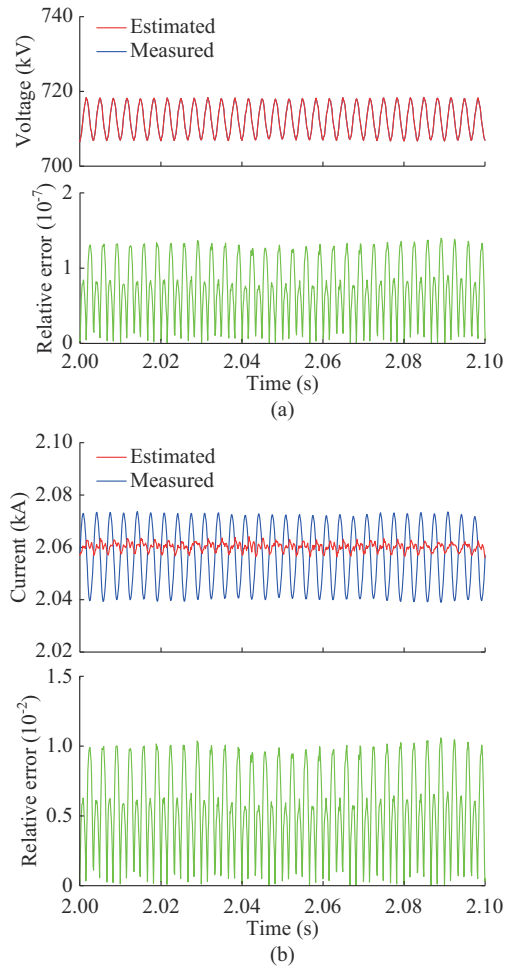 740
Estimated
Measured
720
700
Voltage (kV)
2
1
0
Relative error (10-7)
2.00 2.02 2.04 2.06 2.08 2.10
Time (s)
(a)
2.10
Estimated
Measured
2.08
2.06
2.04
2.02
Current (kA)
1.5
1.0
0.5
0
Relative error (10-2)
2.00 2.02 2.04 2.06 2.08 2.10
Time (s)
(b)